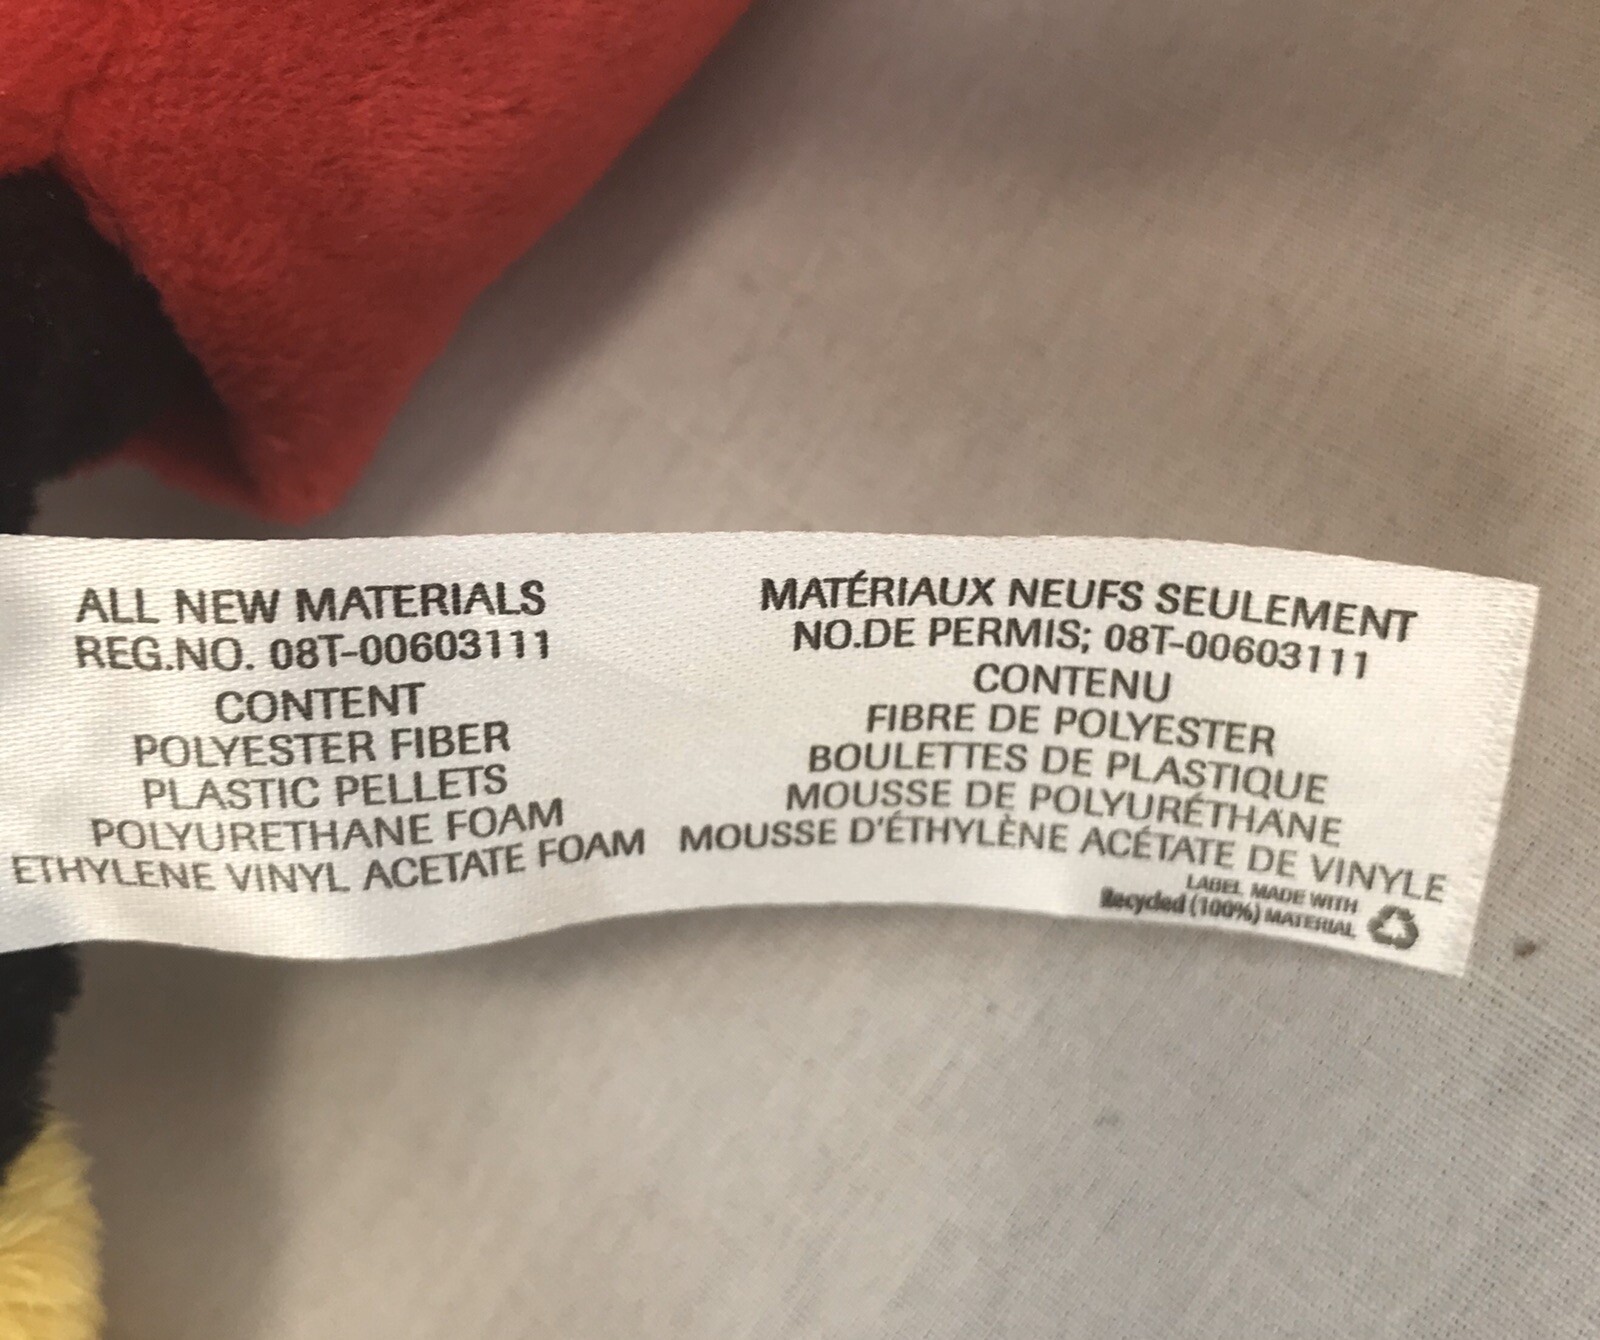 ALL NEW MATERIALS
REG.NO. 08T-00603111
CONTENT
POLYESTER FIBER
PLASTIC PELLETS
POLYURETHANE FOAM
ETHYLENE VINYL ACETATE FOAM
MATÉRIAUX NEUFS SEULEMENT
NO.DE PERMIS; 08T-00603111
CONTENU
FIBRE DE POLYESTER
BOULETTES DE PLASTIQUE
MOUSSE DE POLYURÉTHANE
MOUSSE D'ÉTHYLÈNE ACÉTATE DE VINYLE
LABEL MADE WITH
Recycled (100%) MATERIAL